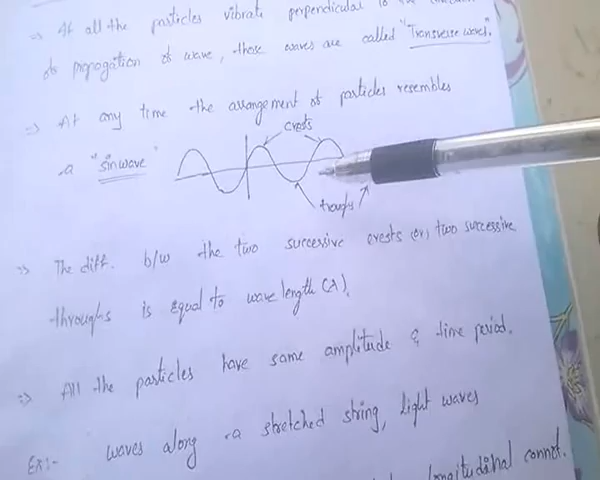 => If all the particles vibrate perpendicular to the
of propagation of wave, those waves are called "Transverse waves".
=> At any time the arrangement of particles resembles
a "sinwave"
crests
troughs
=> The diff. b/w the two successive crests (or) two successive
throughs is equal to wave length (λ).
=> All the particles have same amplitude & time period.
Ex:- waves along a stretched string, light waves
longitudinal cannot.